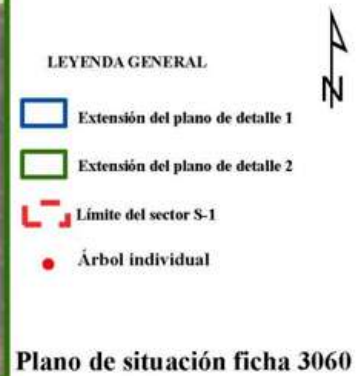 LEYENDA GENERAL
N
Extensión del plano de detalle 1
Extensión del plano de detalle 2
Límite del sector S-1
Árbol individual
Plano de situación ficha 3060